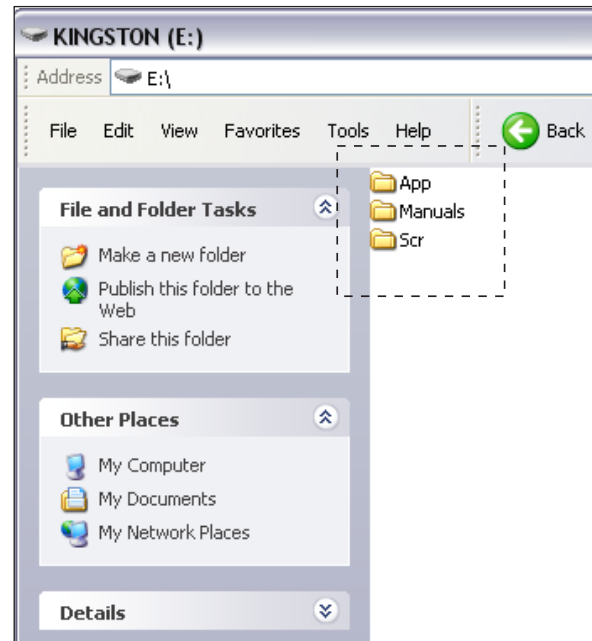 KINGSTON (E:)
Address E:\
File Edit View Favorites Tools Help Back
App
Manuals
Scr
File and Folder Tasks
Make a new folder
Publish this folder to the
Web
Share this folder
Other Places
My Computer
My Documents
My Network Places
Details